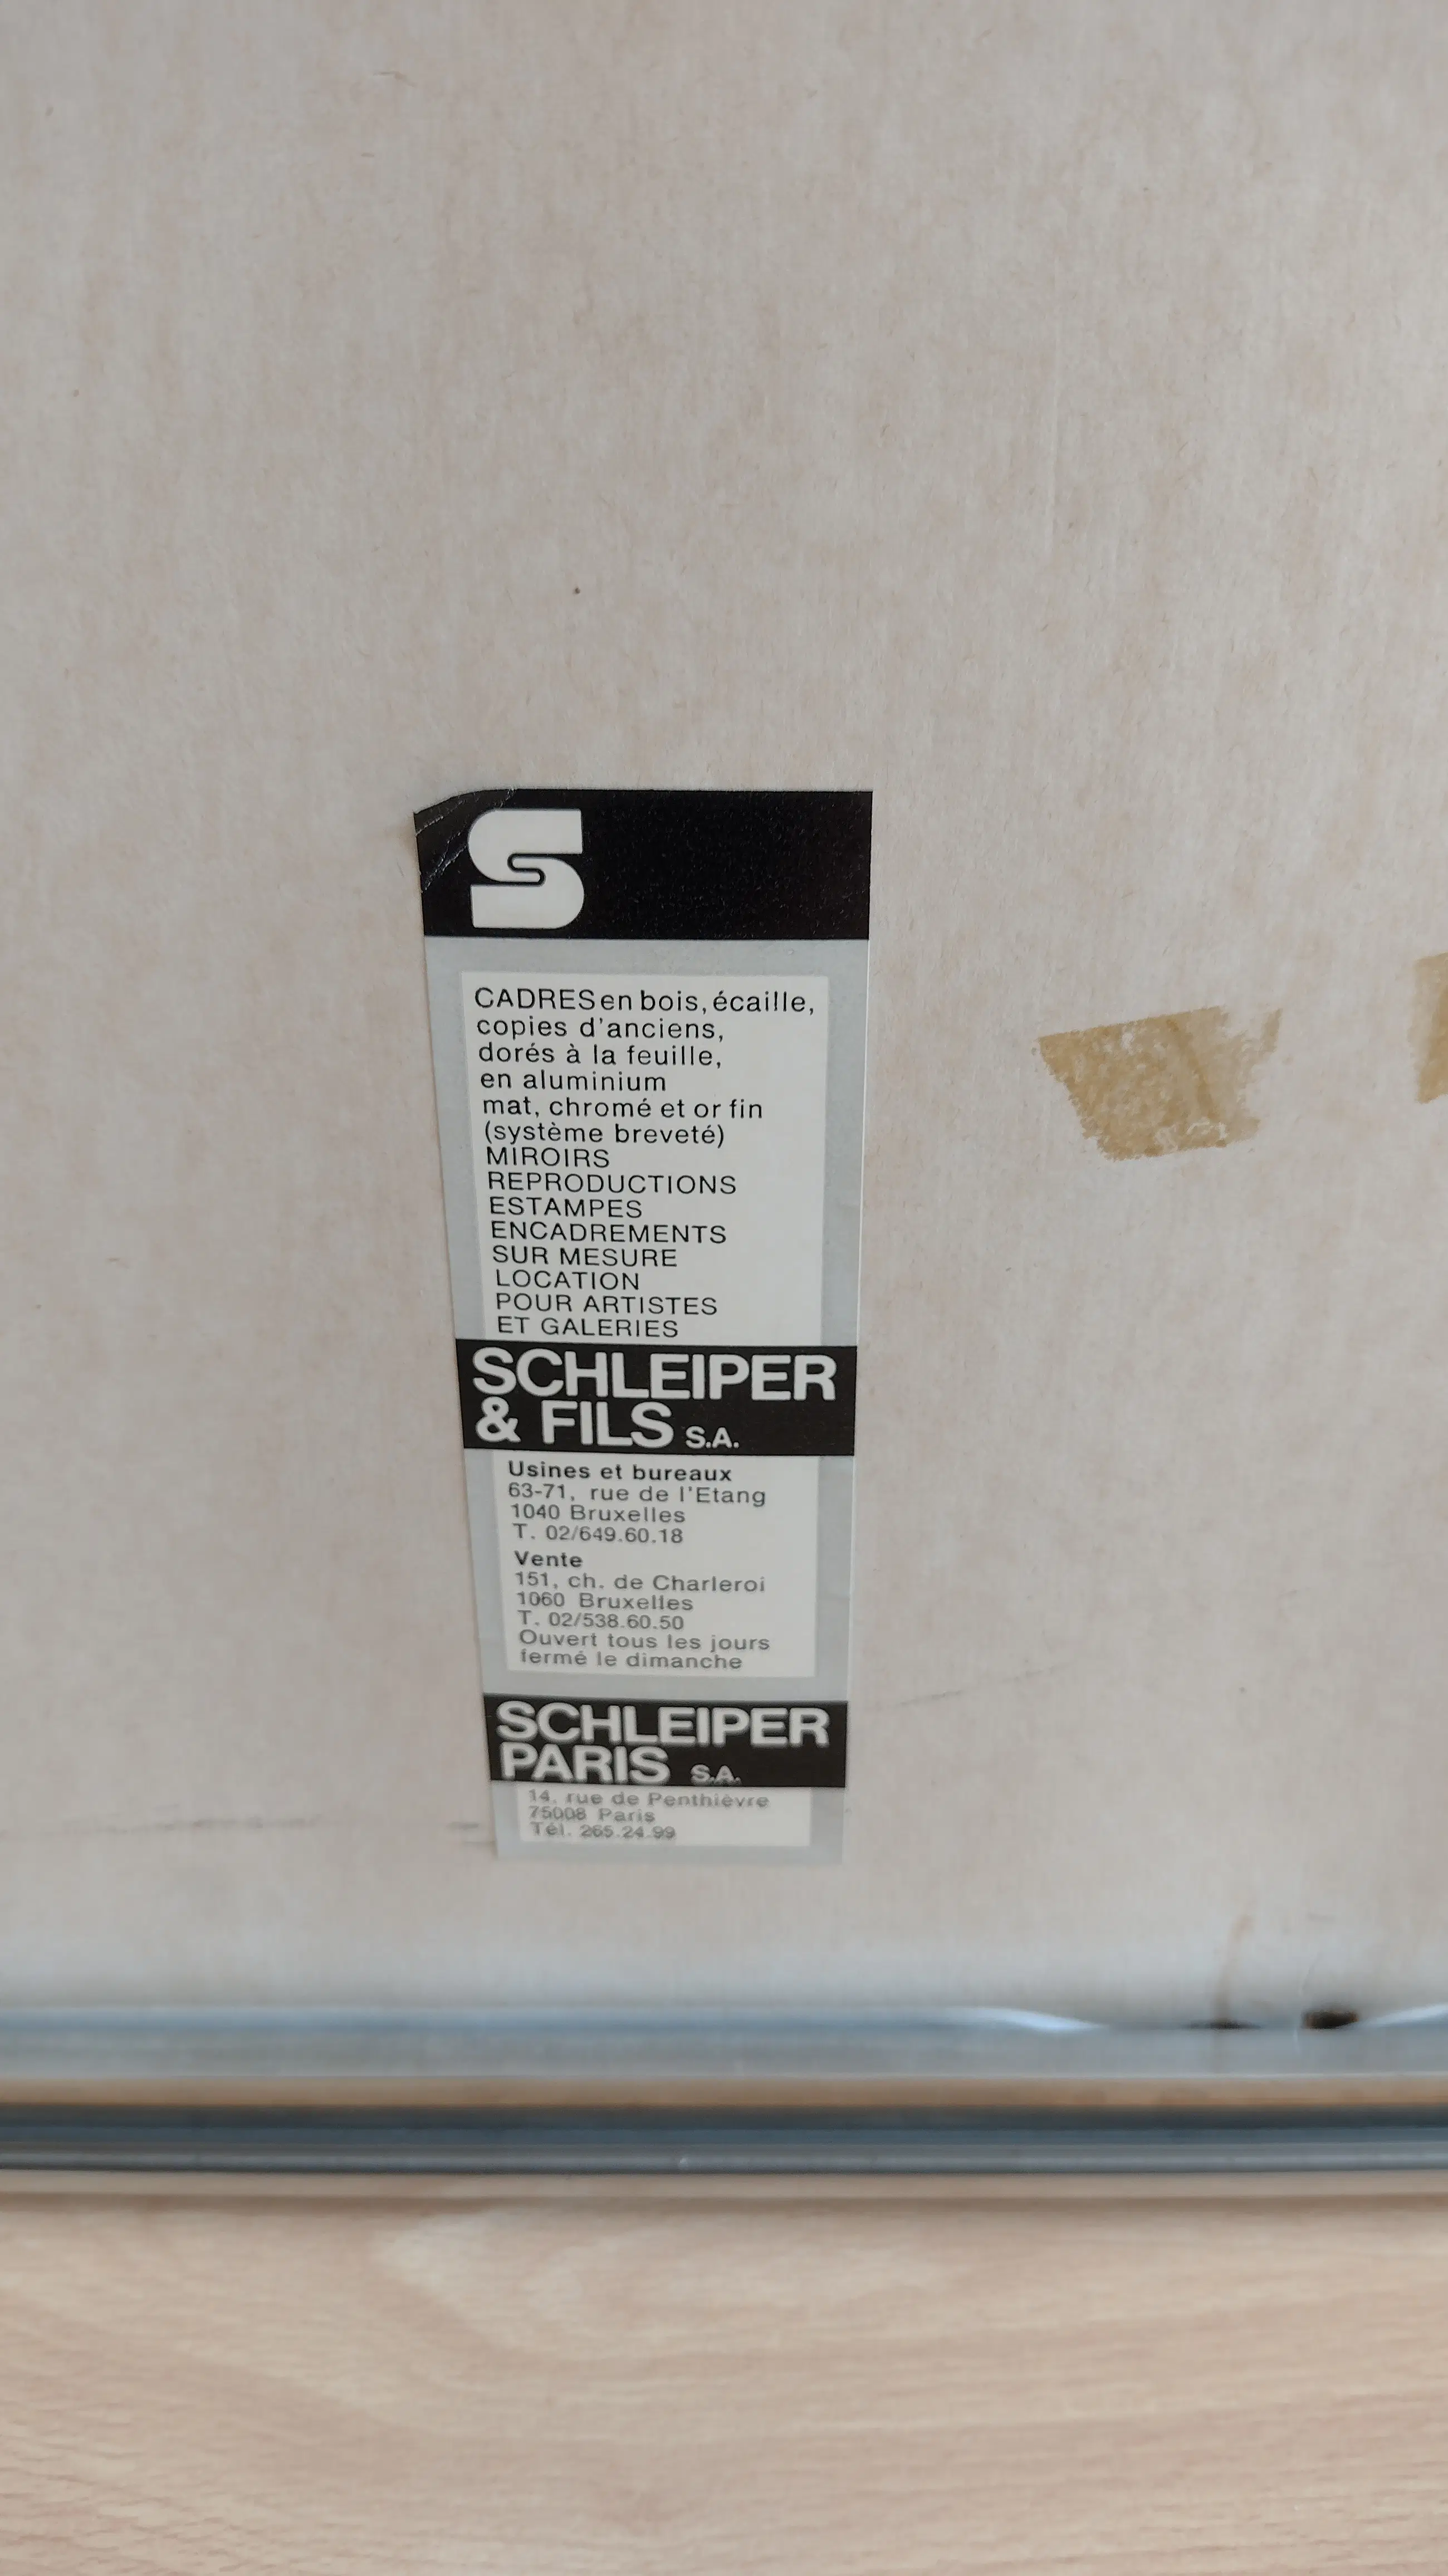 S
CADRES en bois, écaille,
copies d'anciens,
dorés à la feuille,
en aluminium
mat, chromé et or fin
(système breveté)
MIROIRS
REPRODUCTIONS
ESTAMPES
ENCADREMENTS
SUR MESURE
LOCATION
POUR ARTISTES
ET GALERIES
SCHLEIPER
& FILS S.A.
Usines et bureaux
63-71, rue de l'Etang
1040 Bruxelles
T. 02/649.60.18
Vente
151, ch. de Charleroi
1060 Bruxelles
T. 02/538.60.50
Ouvert tous les jours
fermé le dimanche
SCHLEIPER
PARIS S.A.
14, rue de Penthièvre
75008 Paris
Tél. 265.24.99